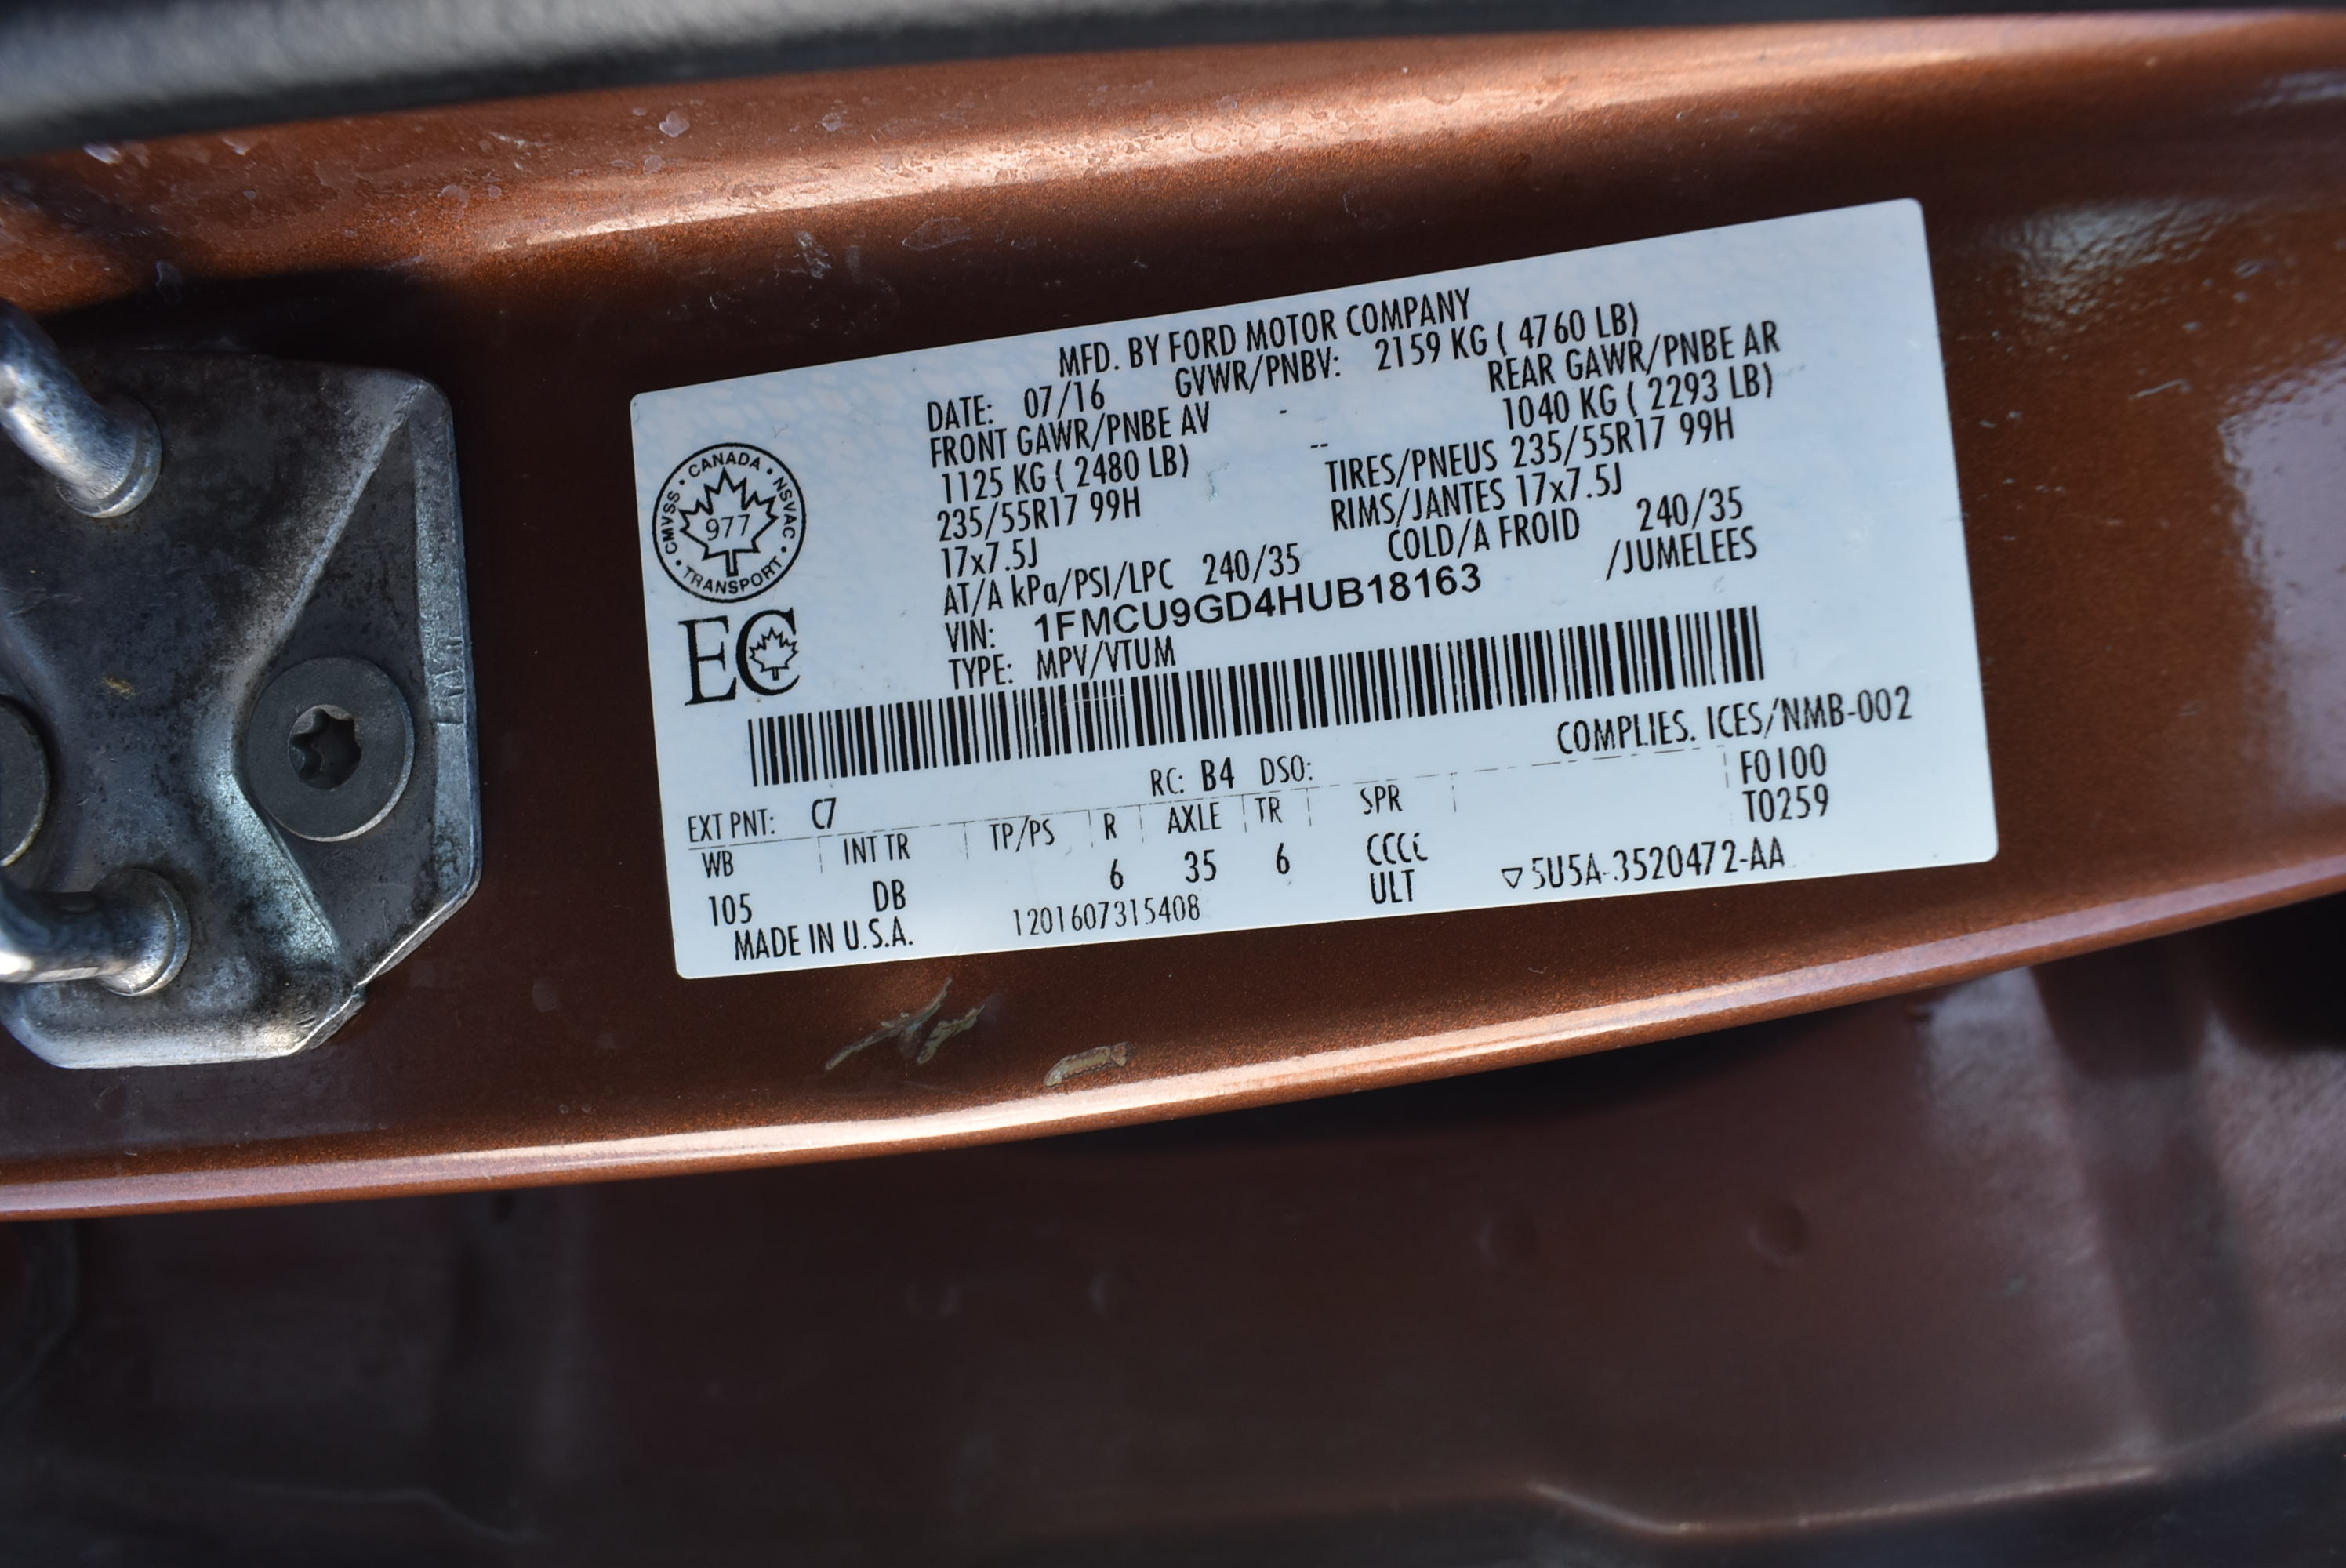 MFD. BY FORD MOTOR COMPANY
DATE: 07/16 GVWR/PNBV: 2159 KG ( 4760 LB)
FRONT GAWR/PNBE AV - REAR GAWR/PNBE AR
1125 KG ( 2480 LB) -- 1040 KG ( 2293 LB)
235/55R17 99H TIRES/PNEUS 235/55R17 99H
17x7.5J RIMS/JANTES 17x7.5J
AT/A kPa/PSI/LPC 240/35 COLD/A FROID 240/35
VIN: 1FMCU9GD4HUB18163 /JUMELEES
TYPE: MPV/VTUM
CANADA • NSVAC • TRANSPORT • CMVSS •
977
EC
COMPLIES. ICES/NMB-002
EXT PNT: C7 RC: B4 DSO: F0100
WB INT TR TP/PS R AXLE TR SPR T0259
105 DB 6 35 6
ULT ▽5U5A-3520472-AA
MADE IN U.S.A. 1201607315408